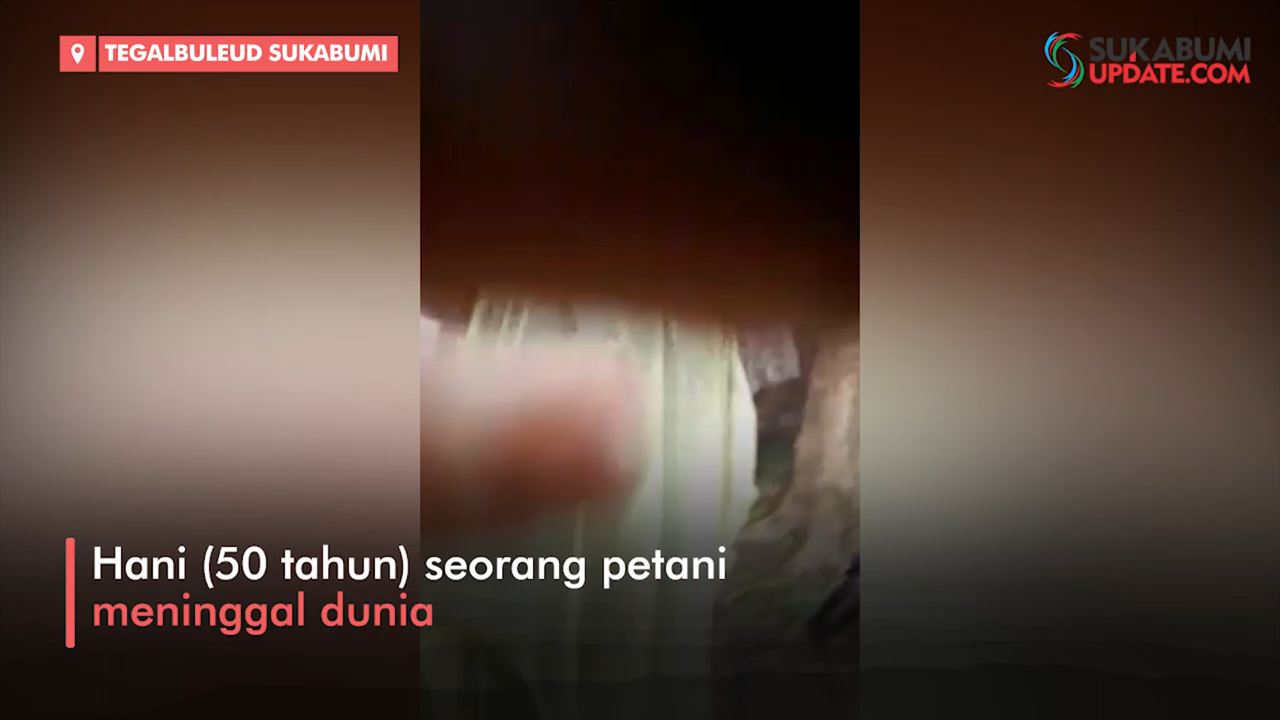 TEGALBULEUD SUKABUMI
SUKABUMI
UPDATE.COM
Hani (50 tahun) seorang petani
meninggal dunia